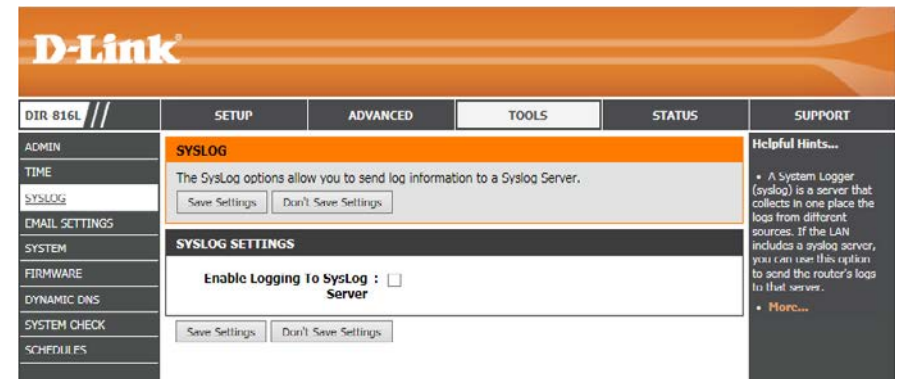 D-Link
DIR 816L
SETUP
ADVANCED
TOOLS
STATUS
SUPPORT
ADMIN
TIME
SYSLOG
EMAIL SETTINGS
SYSTEM
FIRMWARE
DYNAMIC DNS
SYSTEM CHECK
SCHEDULES
SYSLOG
The SysLog options allow you to send log information to a Syslog Server.
Save Settings
Don't Save Settings
SYSLOG SETTINGS
Enable Logging To SysLog :
Server
Save Settings
Don't Save Settings
Helpful Hints...
• A System Logger
(syslog) is a server that
collects in one place the
logs from different
sources. If the LAN
includes a syslog server,
you can use this option
to send the router's logs
to that server.
• More...